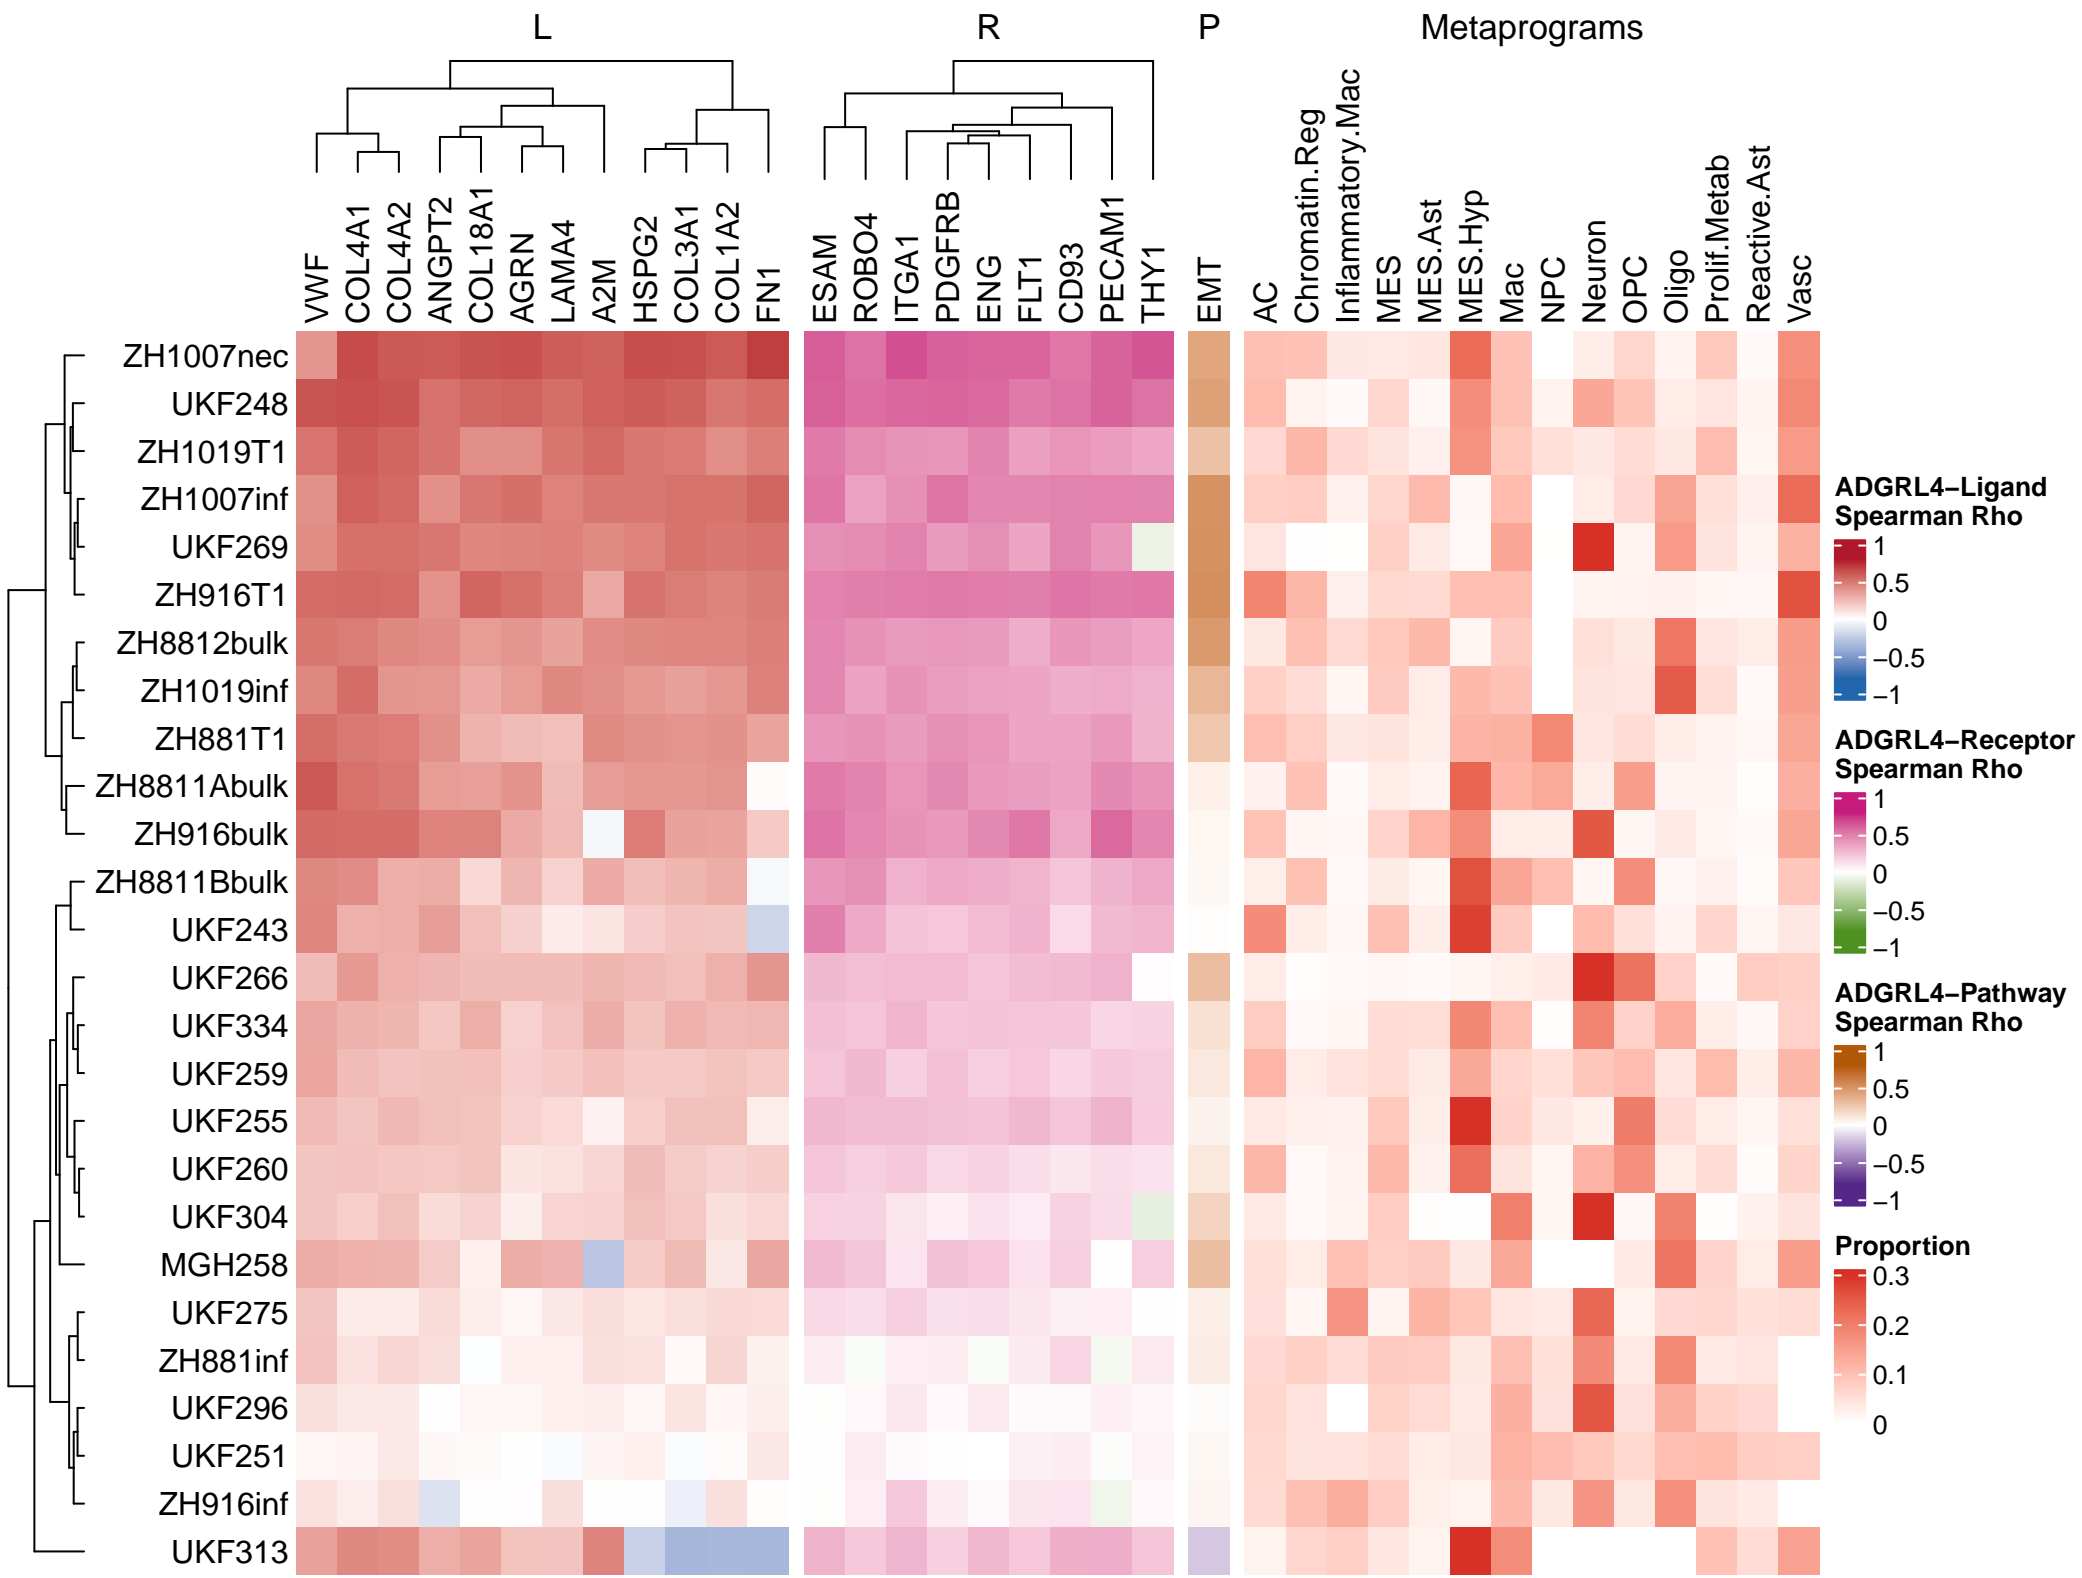 L R P Metaprograms
VWF
COL4A1
COL4A2
ANGPT2
COL18A1
AGRN
LAMA4
A2M
HSPG2
COL3A1
COL1A2
FN1
ESAM
ROBO4
ITGA1
PDGFRB
ENG
FLT1
CD93
PECAM1
THY1
EMT
AC
Chromatin.Reg
Inflammatory.Mac
MES
MES.Ast
MES.Hyp
Mac
NPC
Neuron
OPC
Oligo
Prolif.Metab
Reactive.Ast
Vasc
ZH1007nec
UKF248
ZH1019T1
ZH1007inf
UKF269
ZH916T1
ZH8812bulk
ZH1019inf
ZH881T1
ZH8811Abulk
ZH916bulk
ZH8811Bbulk
UKF243
UKF266
UKF334
UKF259
UKF255
UKF260
UKF304
MGH258
UKF275
ZH881inf
UKF296
UKF251
ZH916inf
UKF313
ADGRL4−Ligand
Spearman Rho
1
0.5
0
−0.5
−1
ADGRL4−Receptor
Spearman Rho
1
0.5
0
−0.5
−1
ADGRL4−Pathway
Spearman Rho
1
0.5
0
−0.5
−1
Proportion
0.3
0.2
0.1
0